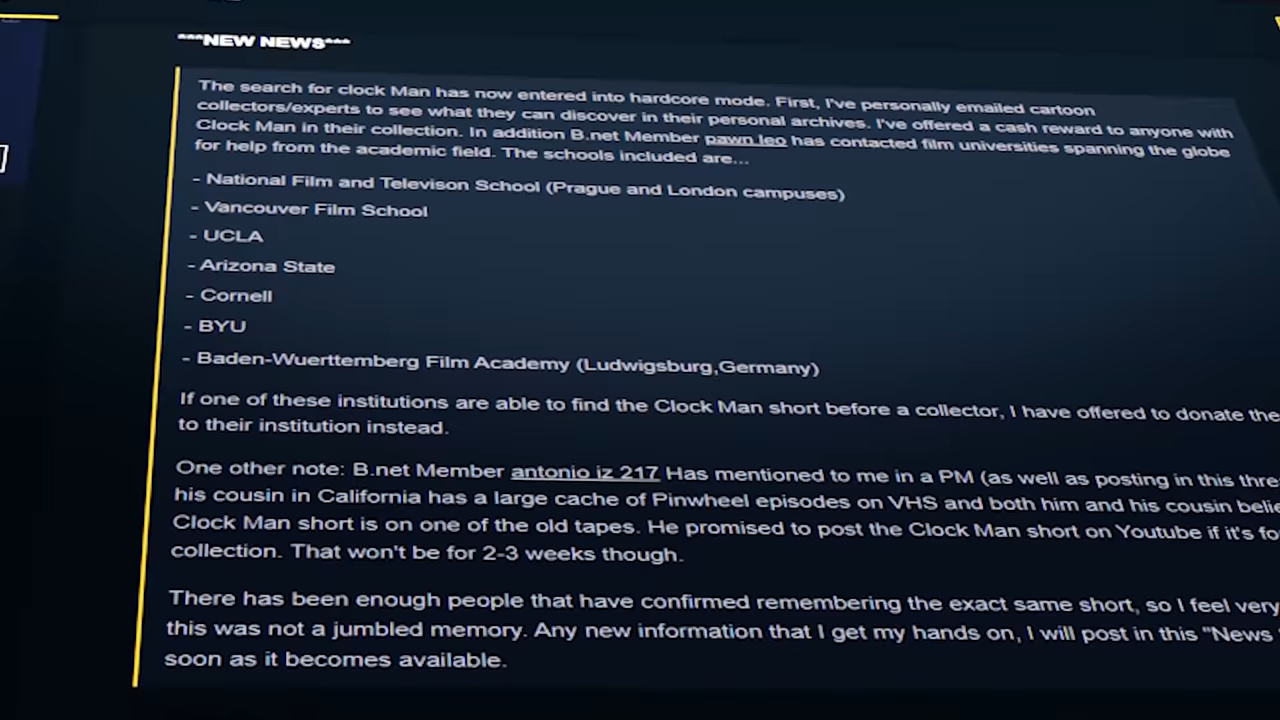 ***NEW NEWS***
The search for clock Man has now entered into hardcore mode. First, I've personally emailed cartoon
collectors/experts to see what they can discover in their personal archives. I've offered a cash reward to anyone with
Clock Man in their collection. In addition B.net Member pawn leo has contacted film universities spanning the globe
for help from the academic field. The schools included are...
- National Film and Televison School (Prague and London campuses)
- Vancouver Film School
- UCLA
- Arizona State
- Cornell
- BYU
- Baden-Wuerttemberg Film Academy (Ludwigsburg,Germany)
If one of these institutions are able to find the Clock Man short before a collector, I have offered to donate the
to their institution instead.
One other note: B.net Member antonio iz 217 Has mentioned to me in a PM (as well as posting in this thre
his cousin in California has a large cache of Pinwheel episodes on VHS and both him and his cousin belie
Clock Man short is on one of the old tapes. He promised to post the Clock Man short on Youtube if it's fo
collection. That won't be for 2-3 weeks though.
There has been enough people that have confirmed remembering the exact same short, so I feel very
this was not a jumbled memory. Any new information that I get my hands on, I will post in this "News
soon as it becomes available.